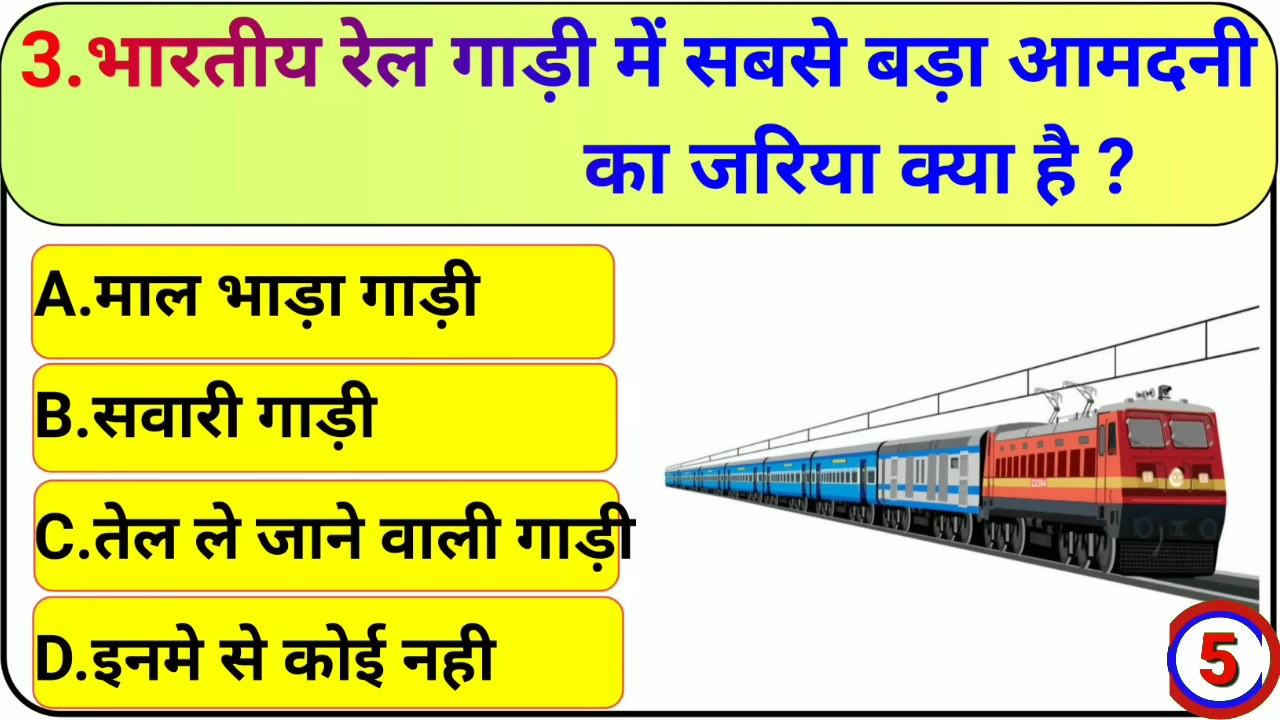 3.भारतीय रेल गाड़ी में सबसे बड़ा आमदनी
का जरिया क्या है ?
A.माल भाड़ा गाड़ी
B.सवारी गाड़ी
C.तेल ले जाने वाली गाड़ी
D.इनमे से कोई नही
5